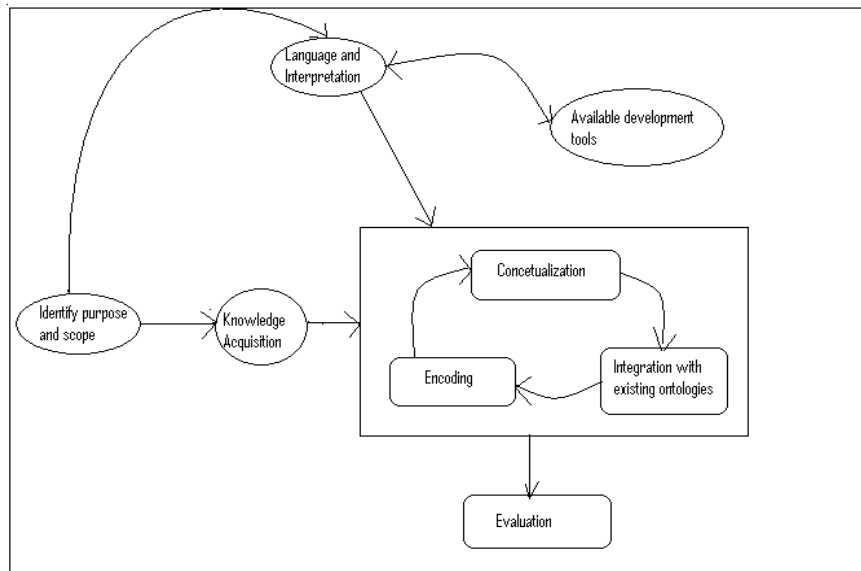 Language and
Interpretation
Available development
tools
Concetualization
Identify purpose
and scope
Knowledge
Acquisition
Encoding
Integration with
existing ontologies
Evaluation